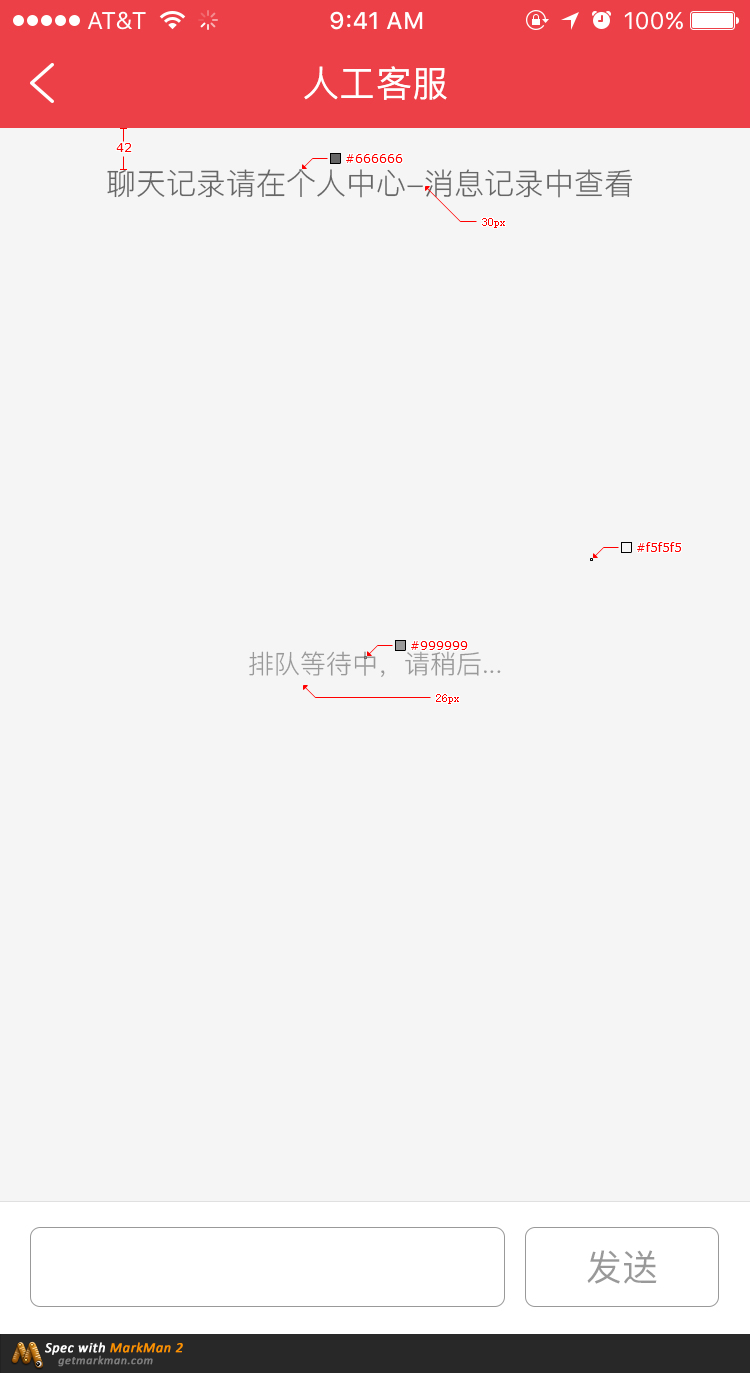 AT&T 9:41 AM 100%
人工客服
42
#666666
聊天记录请在个人中心-消息记录中查看
30px
#f5f5f5
#999999
排队等待中，请稍后...
26px
发送
Spec with MarkMan 2
getmarkman.com